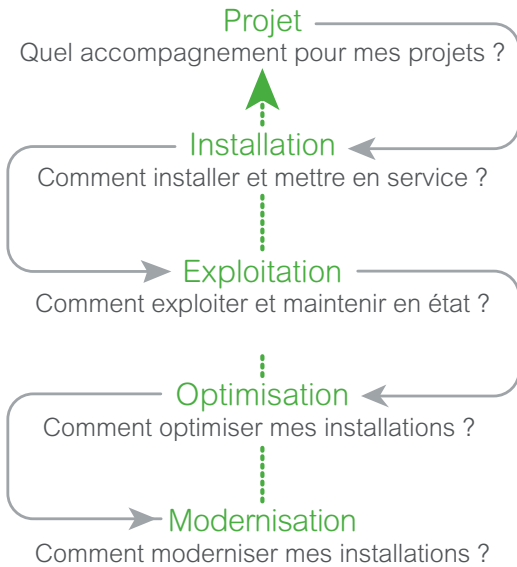 Projet
Quel accompagnement pour mes projets ?
Installation
Comment installer et mettre en service ?
Exploitation
Comment exploiter et maintenir en état ?
Optimisation
Comment optimiser mes installations ?
Modernisation
Comment moderniser mes installations ?